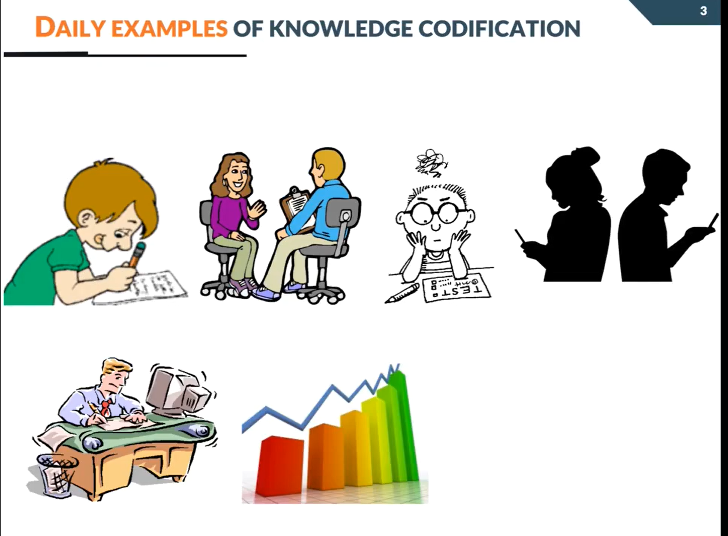 3
DAILY EXAMPLES OF KNOWLEDGE CODIFICATION
TEST